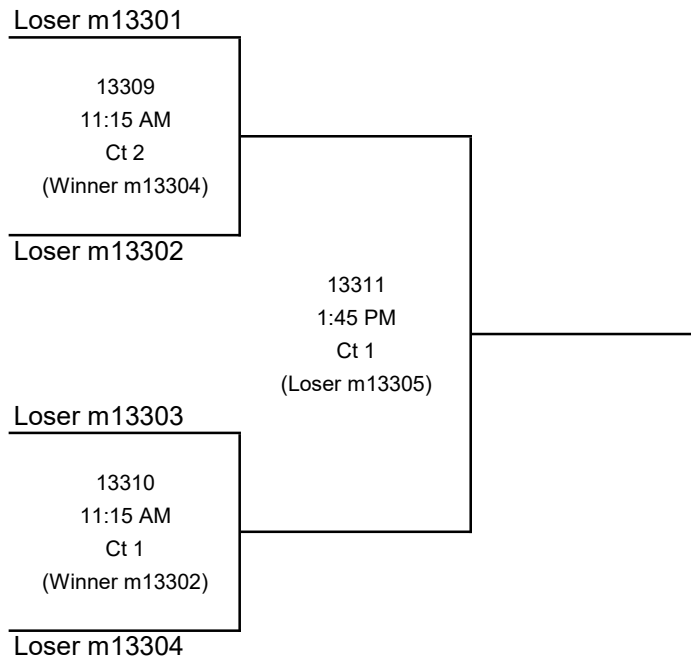 Loser m13301
13309
11:15 AM
Ct 2
(Winner m13304)
Loser m13302
13311
1:45 PM
Ct 1
(Loser m13305)
Loser m13303
13310
11:15 AM
Ct 1
(Winner m13302)
Loser m13304